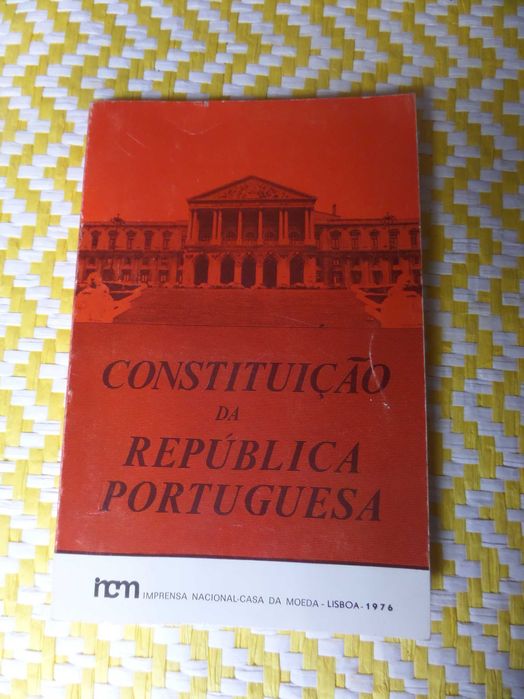 CONSTITUIÇÃO
DA
REPÚBLICA
PORTUGUESA
incm IMPRENSA NACIONAL-CASA DA MOEDA - LISBOA - 1976